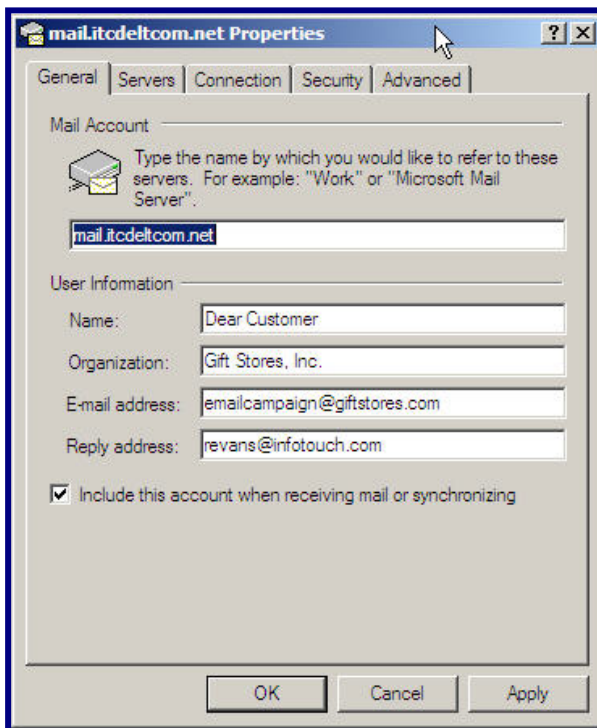 mail.itcdeltcom.net Properties
General Servers Connection Security Advanced
Mail Account
Type the name by which you would like to refer to these
servers. For example: "Work" or "Microsoft Mail
Server".
mail.itcdeltcom.net
User Information
Name: Dear Customer
Organization: Gift Stores, Inc.
E-mail address: emailcampaign@giftstores.com
Reply address: revans@infotouch.com
Include this account when receiving mail or synchronizing
OK Cancel Apply